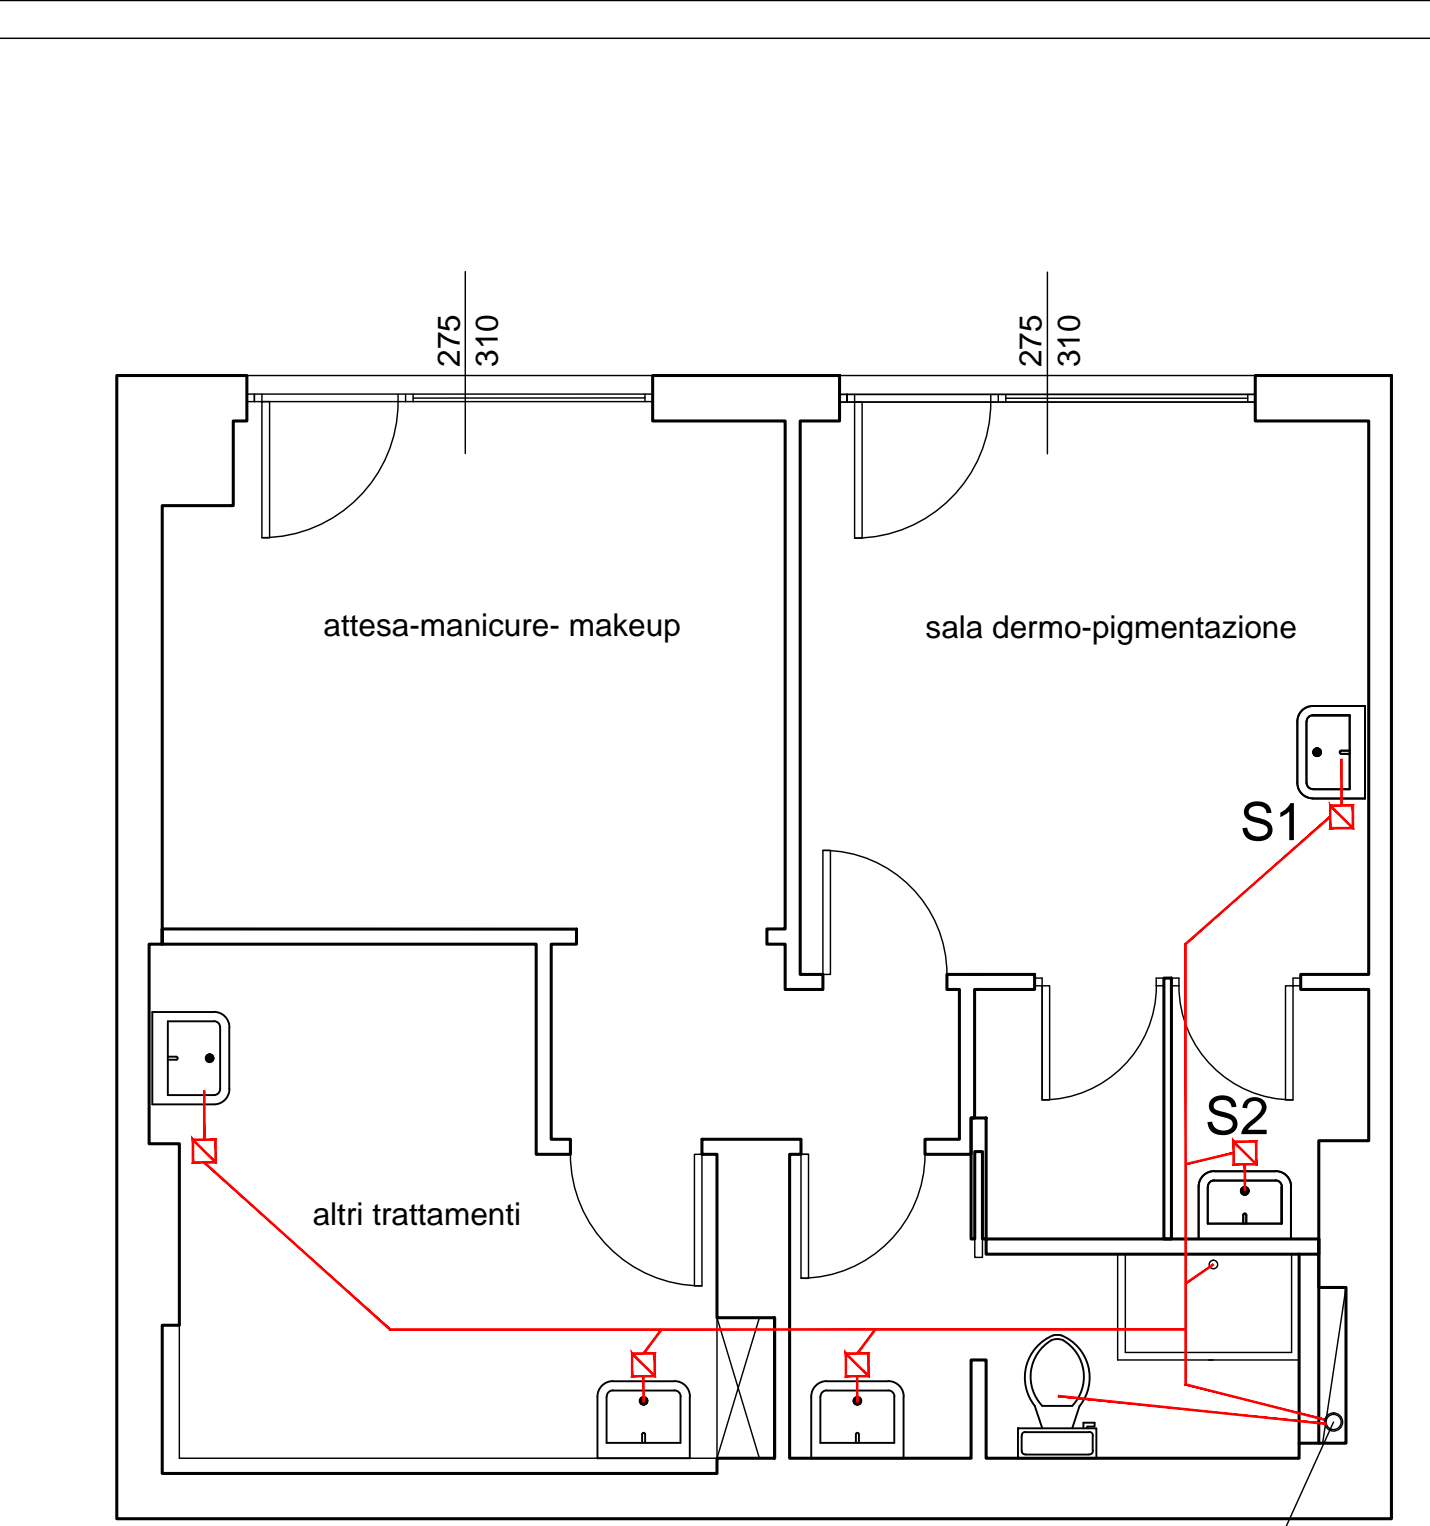 275
310
275
310
attesa-manicure- makeup
sala dermo-pigmentazione
S1
S2
altri trattamenti